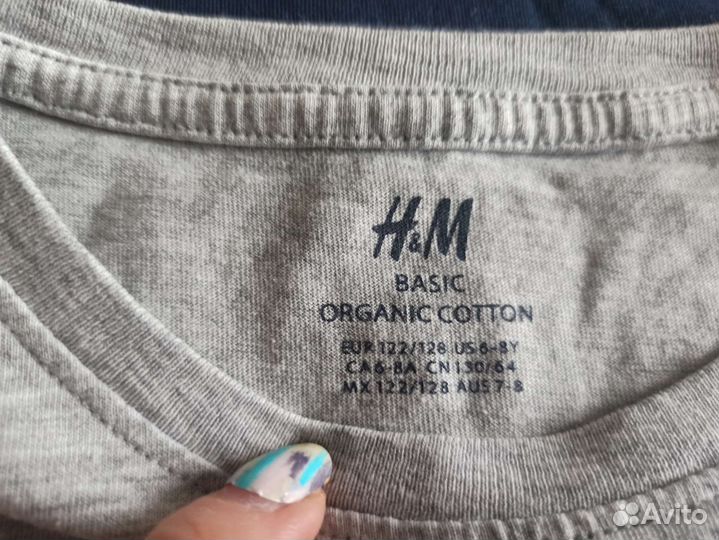 H&M
BASIC
ORGANIC COTTON
EUR 122/128 US 6-8Y
CA 6-8A CN 130/64
MX 122/128 AUS 7-8
Avito